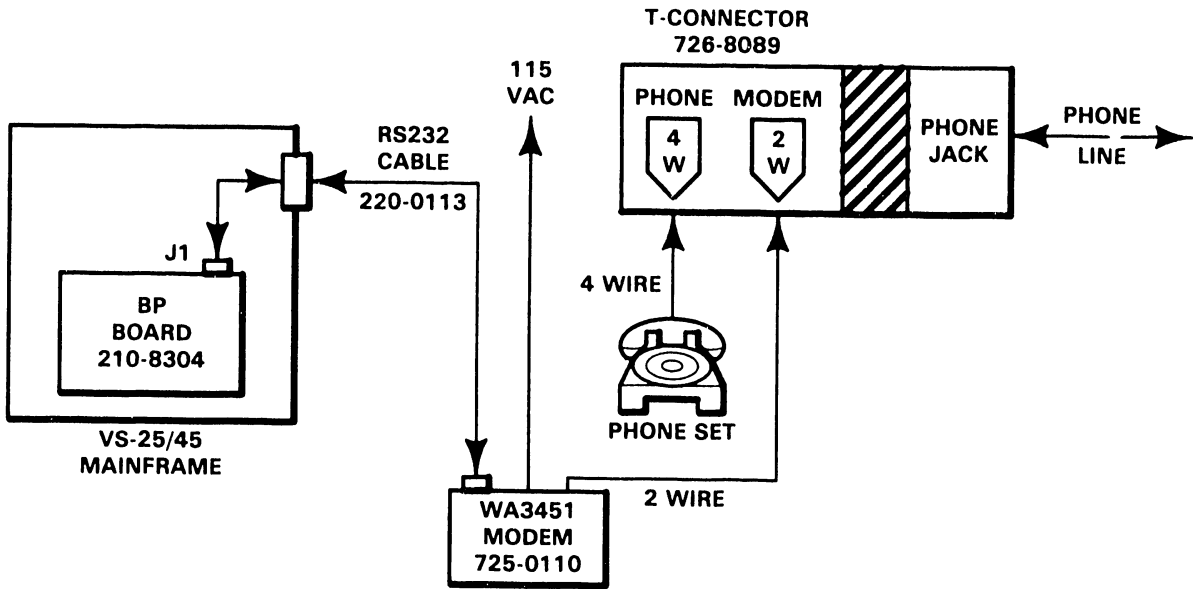 T-CONNECTOR
726-8089
115
VAC
PHONE
MODEM
4
W
2
W
PHONE
JACK
PHONE
LINE
RS232
CABLE
220-0113
J1
BP
BOARD
210-8304
VS-25/45
MAINFRAME
4 WIRE
PHONE SET
2 WIRE
WA3451
MODEM
725-0110